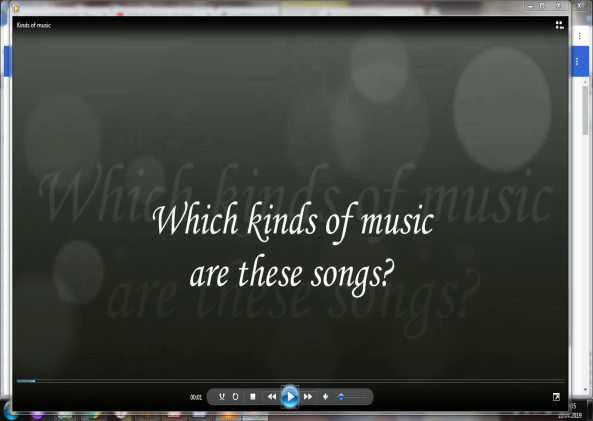 Kinds of music
Which kinds of music
are these songs?
00:01